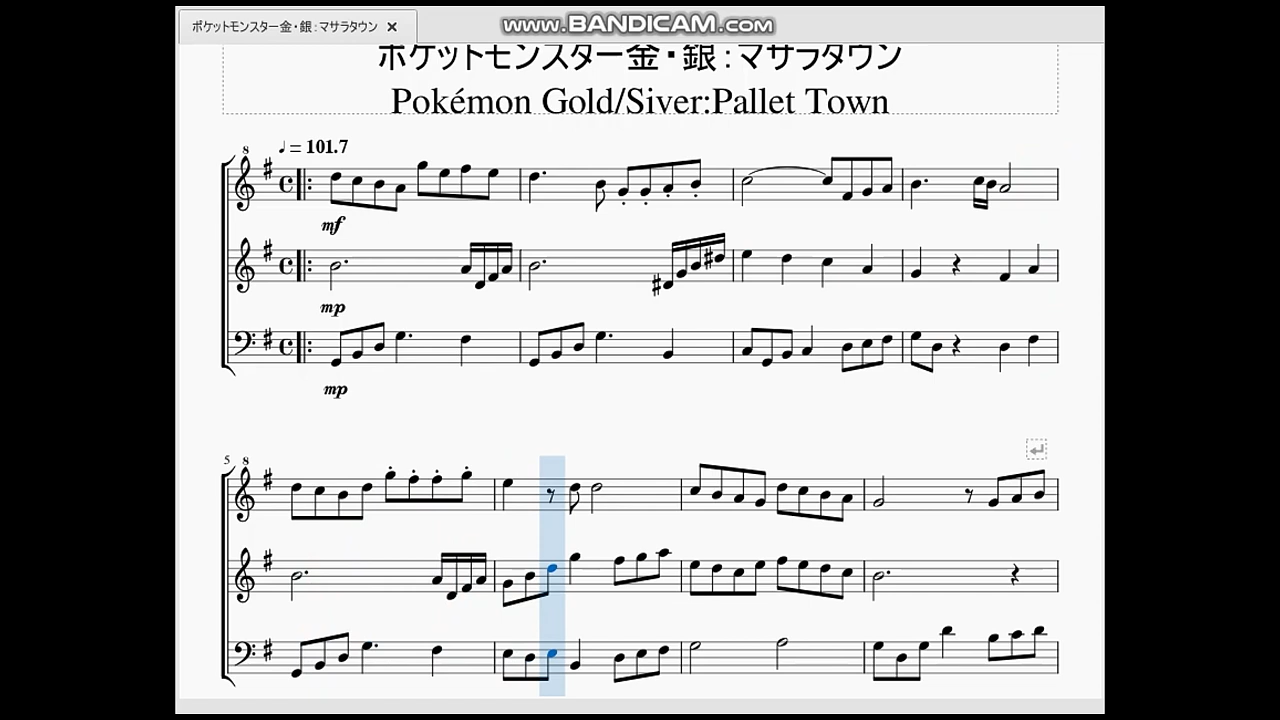 ポケットモンスター金・銀：マサラタウン ×
www.BANDICAM.com
ポケットモンスター金・銀：マサラタウン
Pokémon Gold/Siver:Pallet Town
8
♩ = 101.7
mf
mp
mp
5 8